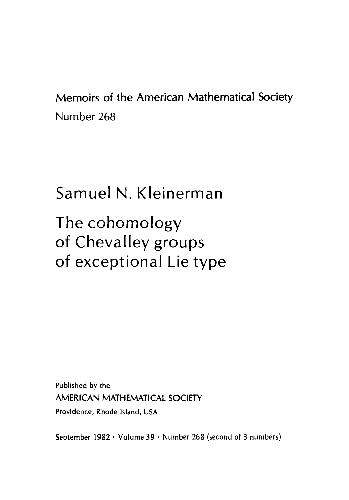 Memoirs of the American Mathematical Society
Number 268
Samuel N. Kleinerman
The cohomology
of Chevalley groups
of exceptional Lie type
Published by the
AMERICAN MATHEMATICAL SOCIETY
Providence, Rhode Island, USA
September 1982 · Volume 39 · Number 268 (second of 3 numbers)